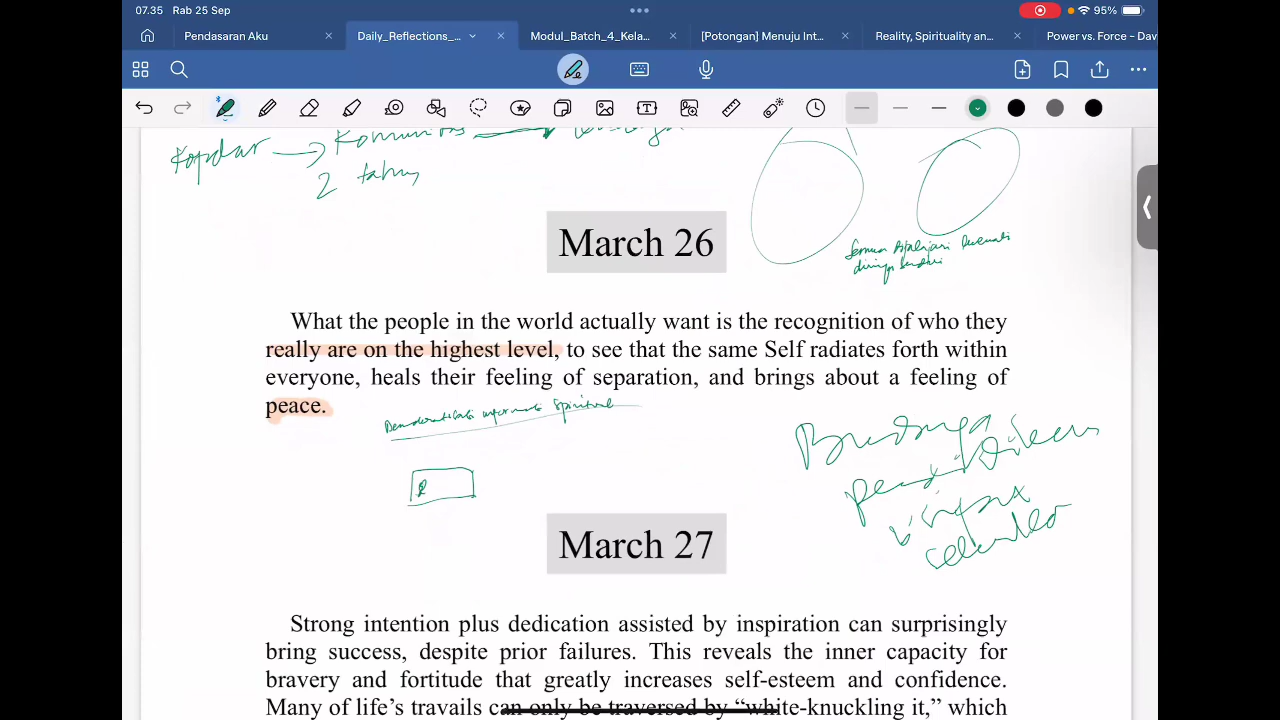 07.35 Rab 25 Sep
95%
Pendasaran Aku
Daily_Reflections_...
Modul_Batch_4_Kela...
[Potongan] Menuju Int...
Reality, Spirituality an...
Power vs. Force – Dav
Kopdar → Komunitas
2 tahun
March 26
Semua
What the people in the world actually want is the recognition of who they
really are on the highest level, to see that the same Self radiates forth within
everyone, heals their feeling of separation, and brings about a feeling of
peace.
spiritual
March 27
Strong intention plus dedication assisted by inspiration can surprisingly
bring success, despite prior failures. This reveals the inner capacity for
bravery and fortitude that greatly increases self-esteem and confidence.
Many of life’s travails can only be traversed by “white-knuckling it,” which